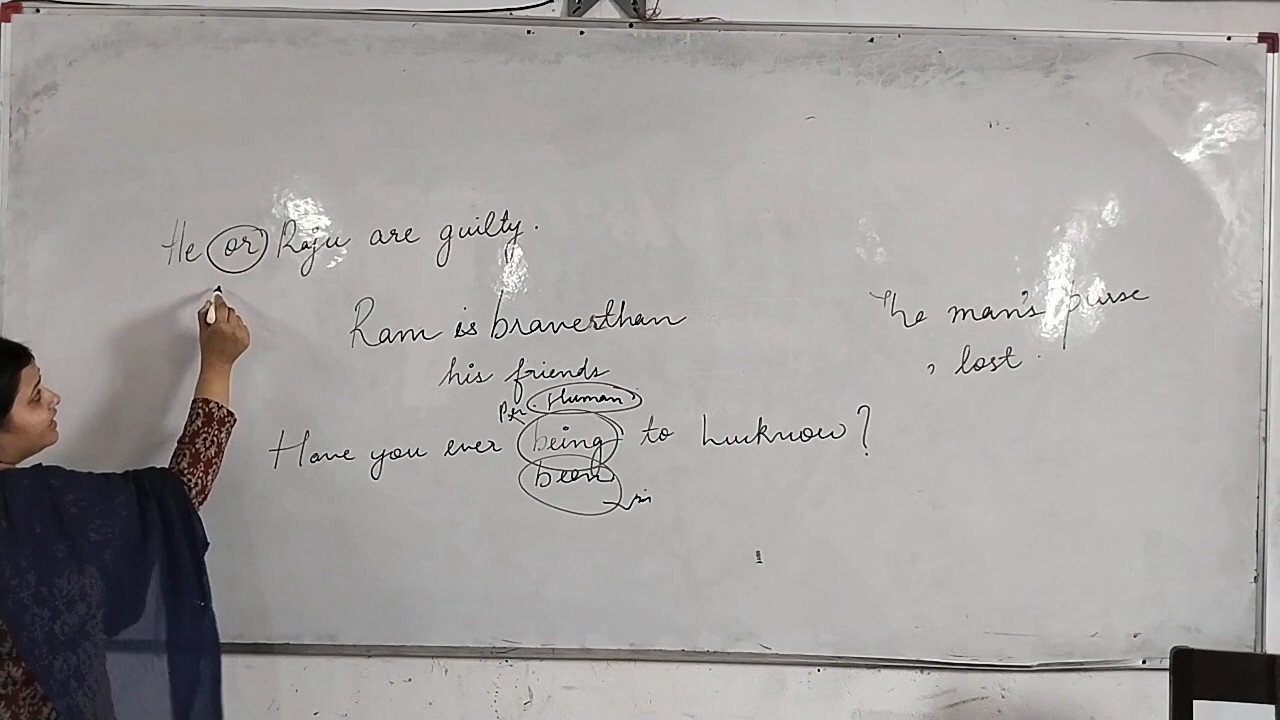 He or Raju are guilty.
Ram is braver than
his friends
Human
Have you ever being to Lucknow?
been
The man's purse
lost.